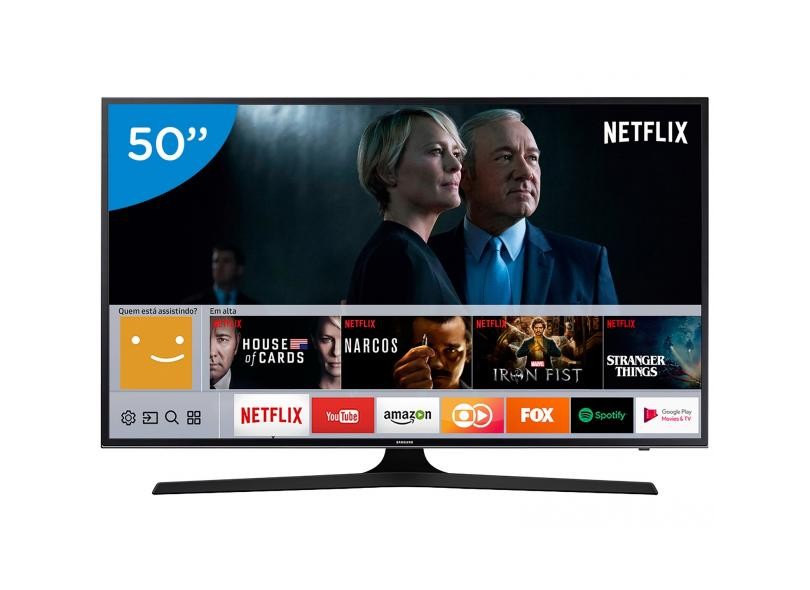 50”
NETFLIX
Quem está assistindo?
Em alta
NETFLIX
HOUSE
of CARDS
NETFLIX
NARCOS
NETFLIX
MARVEL
IRON FIST
NETFLIX
STRANGER
THINGS
NETFLIX
YouTube
amazon
FOX
Spotify
Google Play
Movies & TV
SAMSUNG